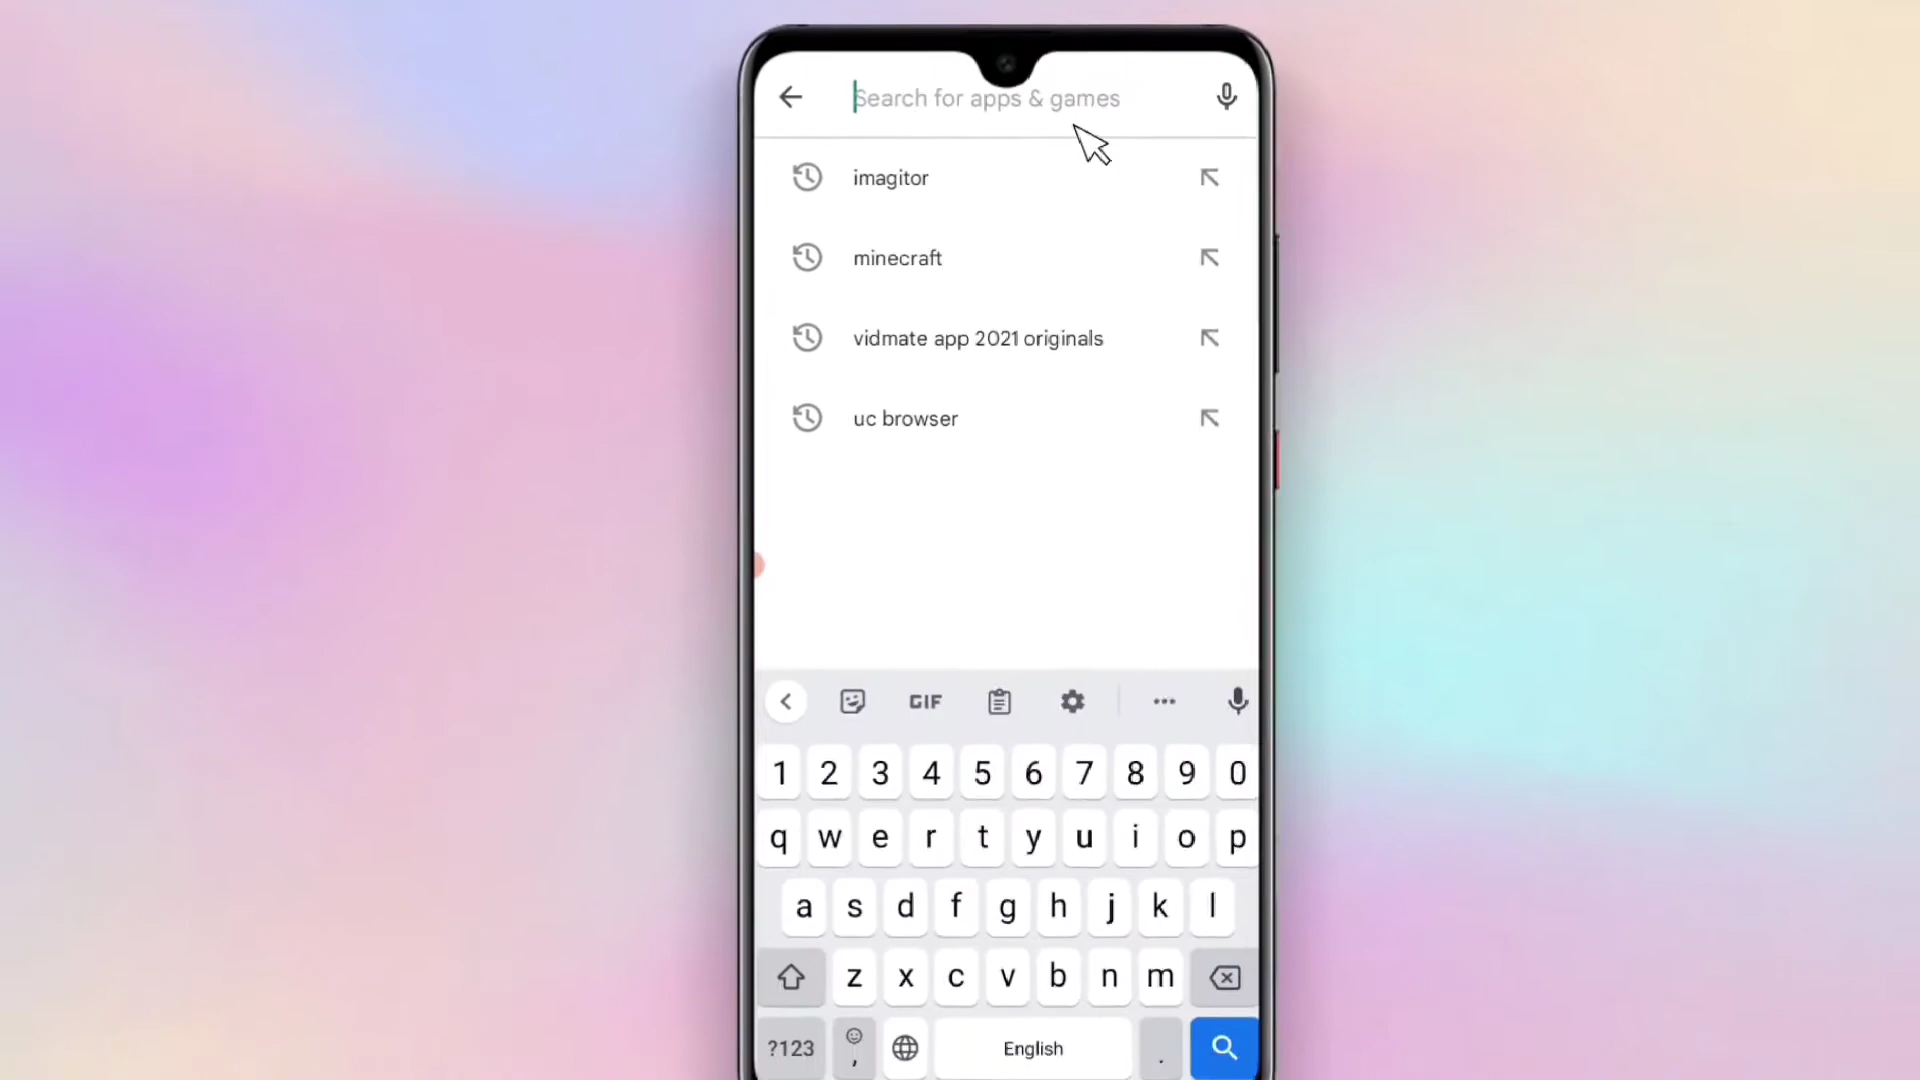 Search for apps & games
imagitor
minecraft
vidmate app 2021 originals
uc browser
GIF
1 2 3 4 5 6 7 8 9 0
q w e r t y u i o p
a s d f g h j k l
z x c v b n m
?123 , English .